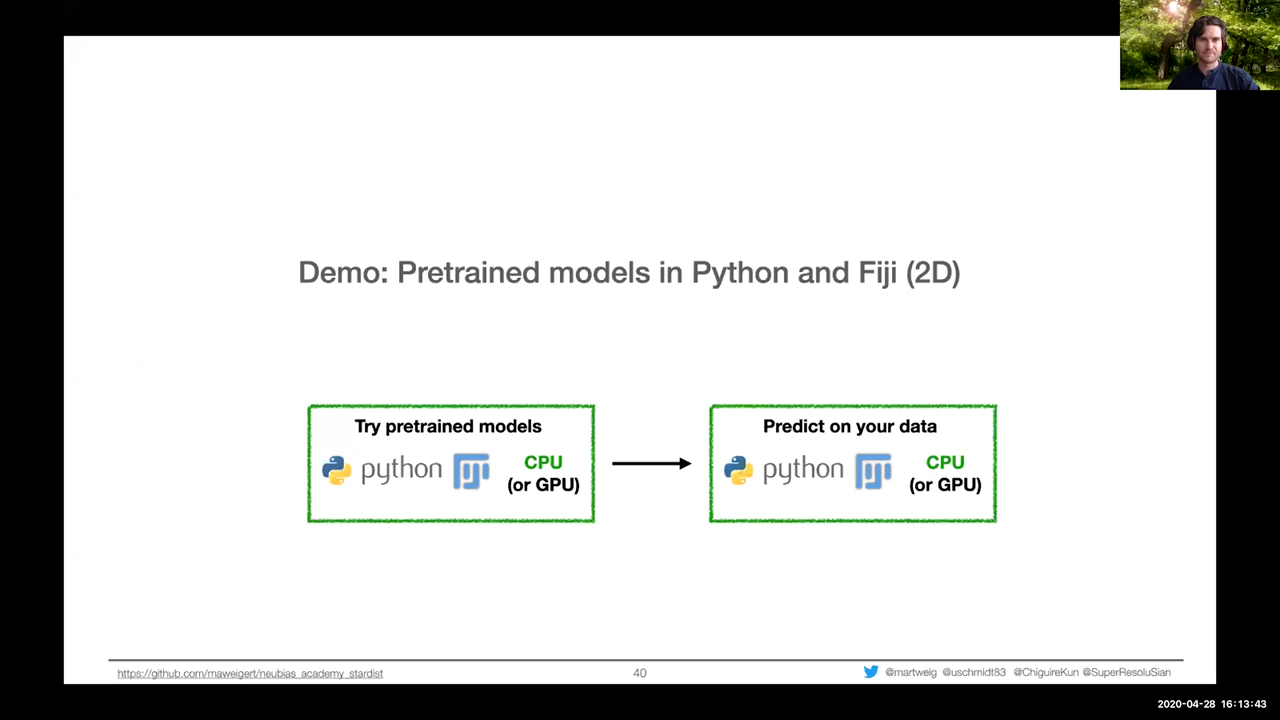 Demo: Pretrained models in Python and Fiji (2D)
Try pretrained models
python
CPU
(or GPU)
Predict on your data
python
CPU
(or GPU)
https://github.com/maweigert/neubias_academy_stardist
40
@martweig @uschmidt83 @ChiguireKun @SuperResoluSian
2020-04-28 16:13:43